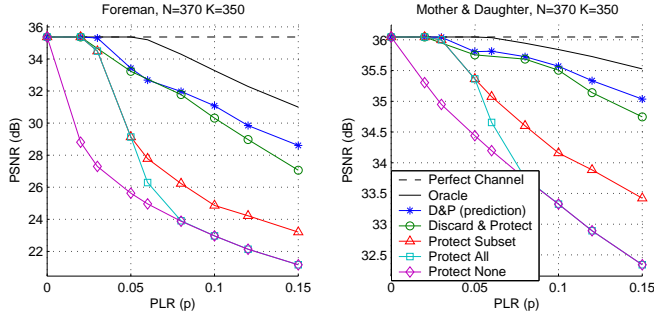 Foreman, N=370 K=350
36
34
32
30
28
26
24
22
PSNR (dB)
0
0.05
0.1
0.15
PLR (p)
Mother & Daughter, N=370 K=350
36
35.5
35
34.5
34
33.5
33
32.5
PSNR (dB)
0
0.05
0.1
0.15
PLR (p)
Perfect Channel
Oracle
D&P (prediction)
Discard & Protect
Protect Subset
Protect All
Protect None